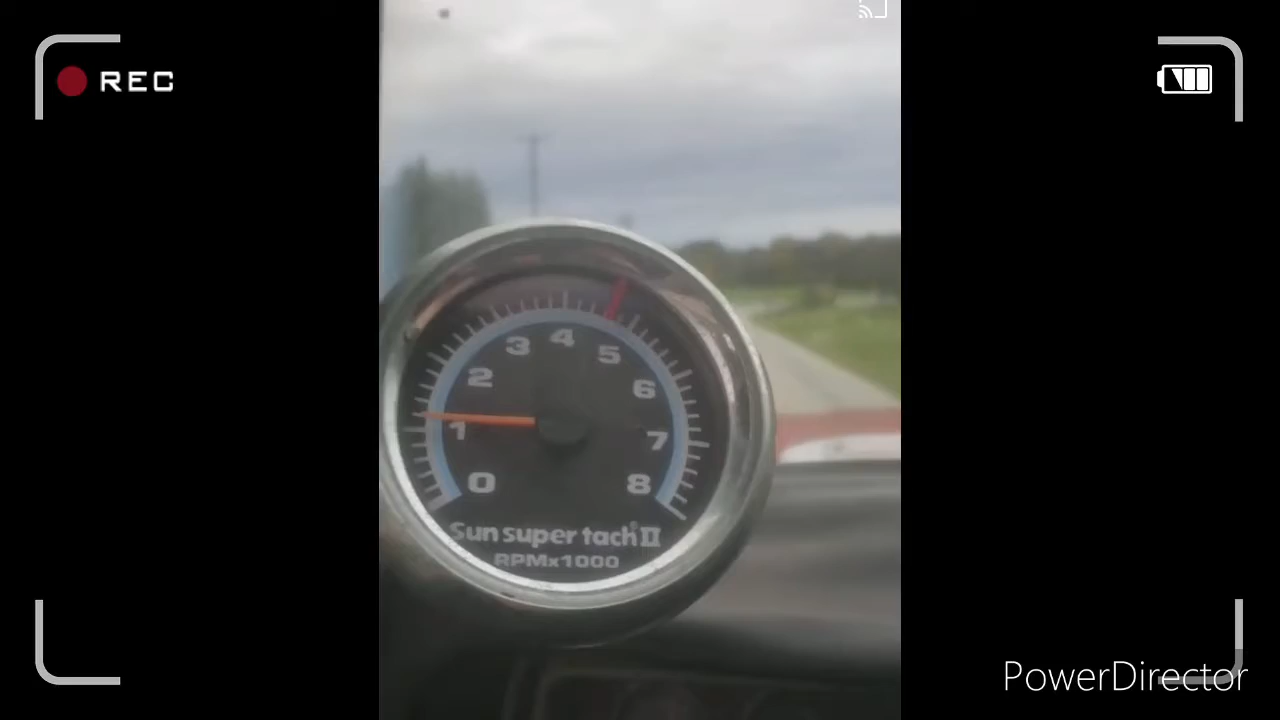 REC
3 4 5
2 6
1 7
0 8
Sun super tach® II
RPMx1000
PowerDirector